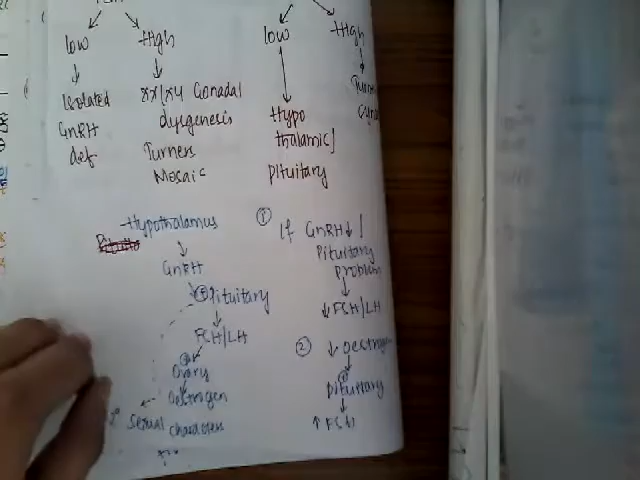 low
High
Isolated
GnRH
def
XX/XY Gonadal
dysgenesis
Turners
Mosaic
low
High
Hypo
thalamic/
pituitary
Hypothalamus
GnRH
⊕ Pituitary
FSH/LH
Ovary
Oestrogen
2° Sexual
characters
①
If GnRH↓/
Pituitary
problem
↓ FSH/LH
②
↓ Oestrogen
Pituitary
↑ FSH